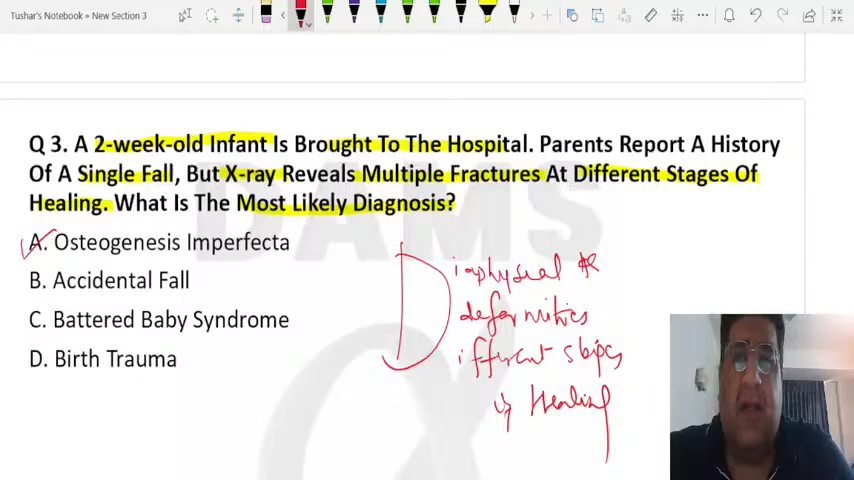 Tushar's Notebook » New Section 3
Q 3. A 2-week-old Infant Is Brought To The Hospital. Parents Report A History
Of A Single Fall, But X-ray Reveals Multiple Fractures At Different Stages Of
Healing. What Is The Most Likely Diagnosis?
A. Osteogenesis Imperfecta
B. Accidental Fall
C. Battered Baby Syndrome
D. Birth Trauma
Diaphyseal #
deformities
ifferent
of Healing
DAMS